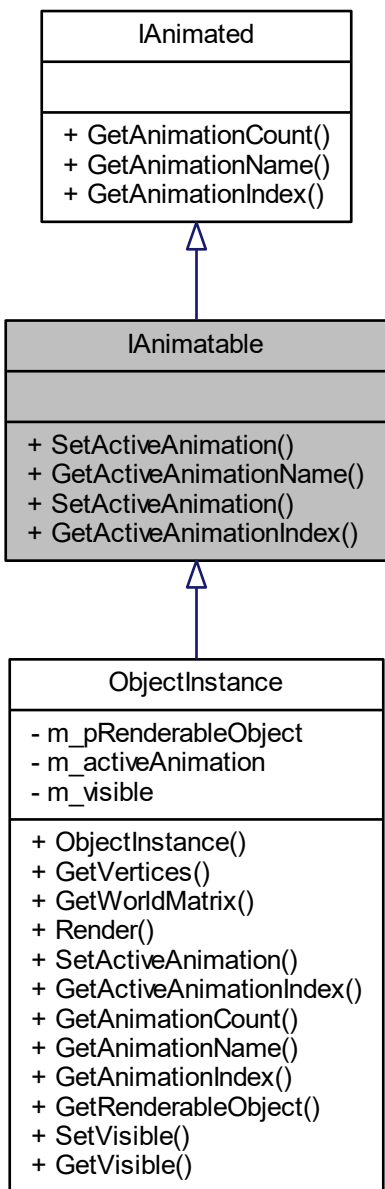 IAnimated
+ GetAnimationCount()
+ GetAnimationName()
+ GetAnimationIndex()
IAnimatable
+ SetActiveAnimation()
+ GetActiveAnimationName()
+ SetActiveAnimation()
+ GetActiveAnimationIndex()
ObjectInstance
- m_pRenderableObject
- m_activeAnimation
- m_visible
+ ObjectInstance()
+ GetVertices()
+ GetWorldMatrix()
+ Render()
+ SetActiveAnimation()
+ GetActiveAnimationIndex()
+ GetAnimationCount()
+ GetAnimationName()
+ GetAnimationIndex()
+ GetRenderableObject()
+ SetVisible()
+ GetVisible()